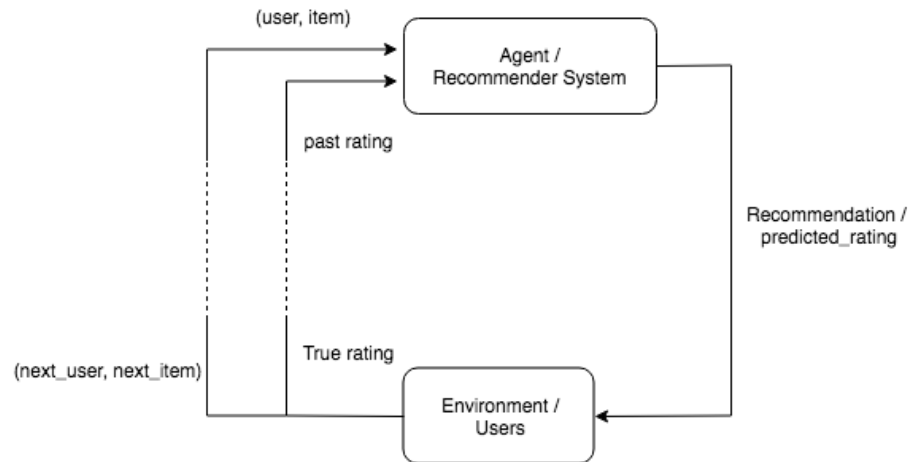 (user, item)
Agent /
Recommender System
past rating
Recommendation /
predicted_rating
True rating
(next_user, next_item)
Environment /
Users